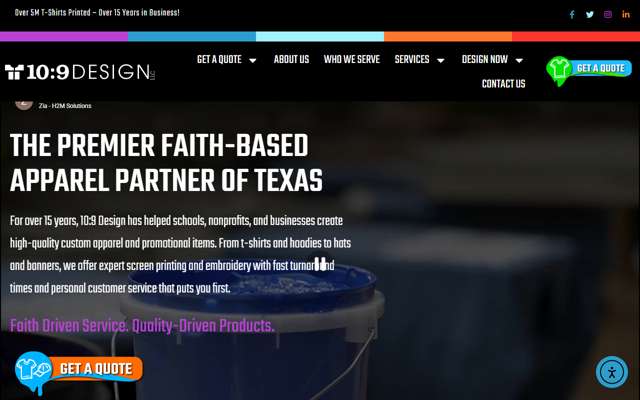 Over 5M T-Shirts Printed – Over 15 Years in Business!
GET A QUOTE ABOUT US WHO WE SERVE SERVICES DESIGN NOW
CONTACT US
10:9 DESIGN LLC
GET A QUOTE
Z
Zia - H2M Solutions
THE PREMIER FAITH-BASED
APPAREL PARTNER OF TEXAS
For over 15 years, 10:9 Design has helped schools, nonprofits, and businesses create
high-quality custom apparel and promotional items. From t-shirts and hoodies to hats
and banners, we offer expert screen printing and embroidery with fast turnaround
times and personal customer service that puts you first.
Faith Driven Service. Quality-Driven Products.
GET A QUOTE